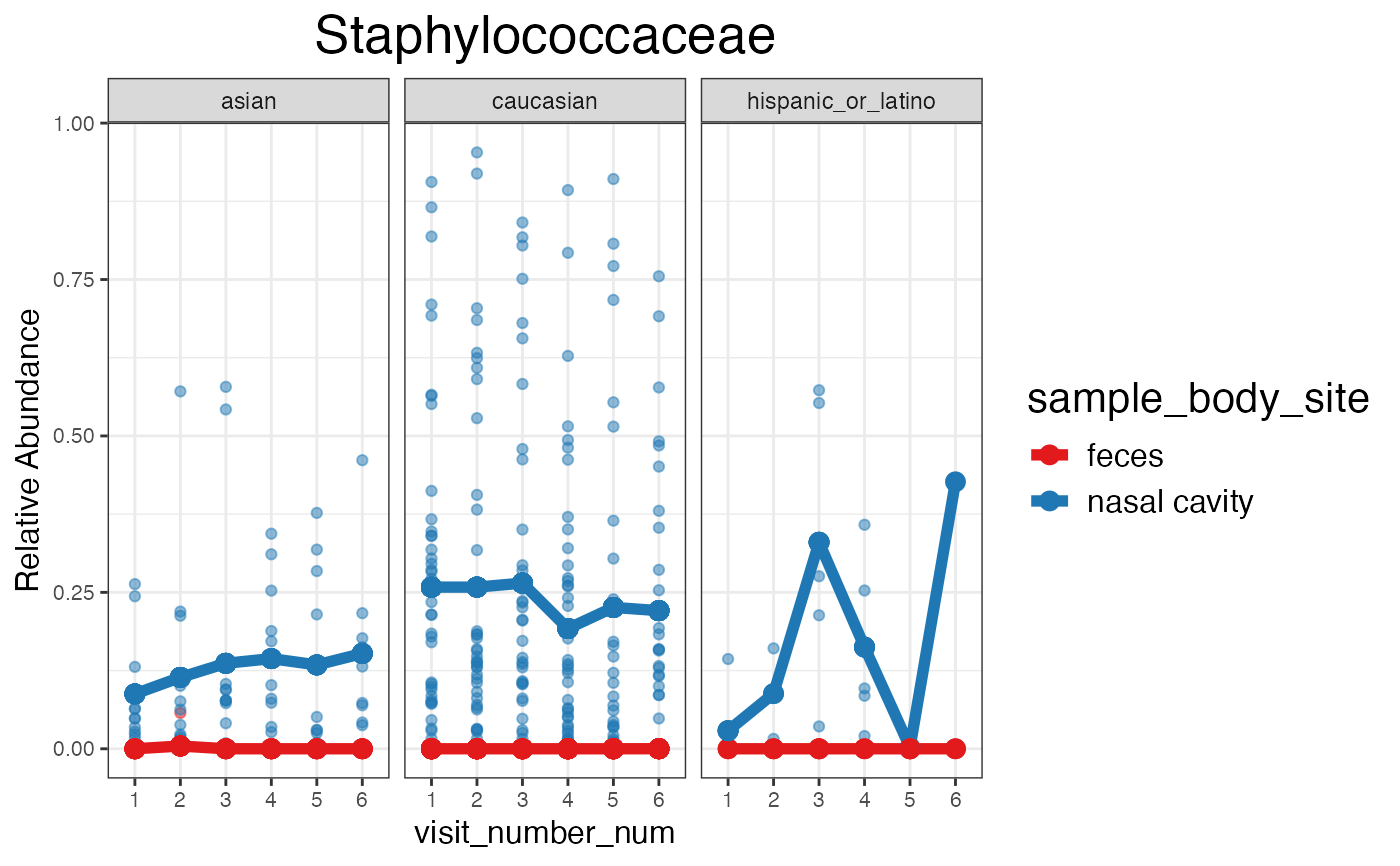 Staphylococcaceae
asian caucasian hispanic_or_latino
1.00
0.75
0.50
0.25
0.00
Relative Abundance
1 2 3 4 5 6 1 2 3 4 5 6 1 2 3 4 5 6
visit_number_num
sample_body_site
feces
nasal cavity